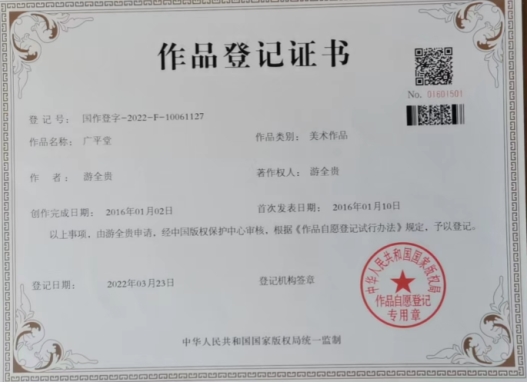 作品登记证书
No. 01601501
登 记 号： 国作登字-2022-F-10061127
作品名称： 广平堂
作品类别： 美术作品
作 者： 游全贵
著作权人： 游全贵
创作完成日期： 2016年01月02日
首次发表日期： 2016年01月10日
以上事项，由游全贵申请，经中国版权保护中心审核，根据《作品自愿登记试行办法》规定，予以登记。
登记日期： 2022年03月23日
登记机构签章
中华人民共和国国家版权局
作品自愿登记
专用章
中华人民共和国国家版权局统一监制